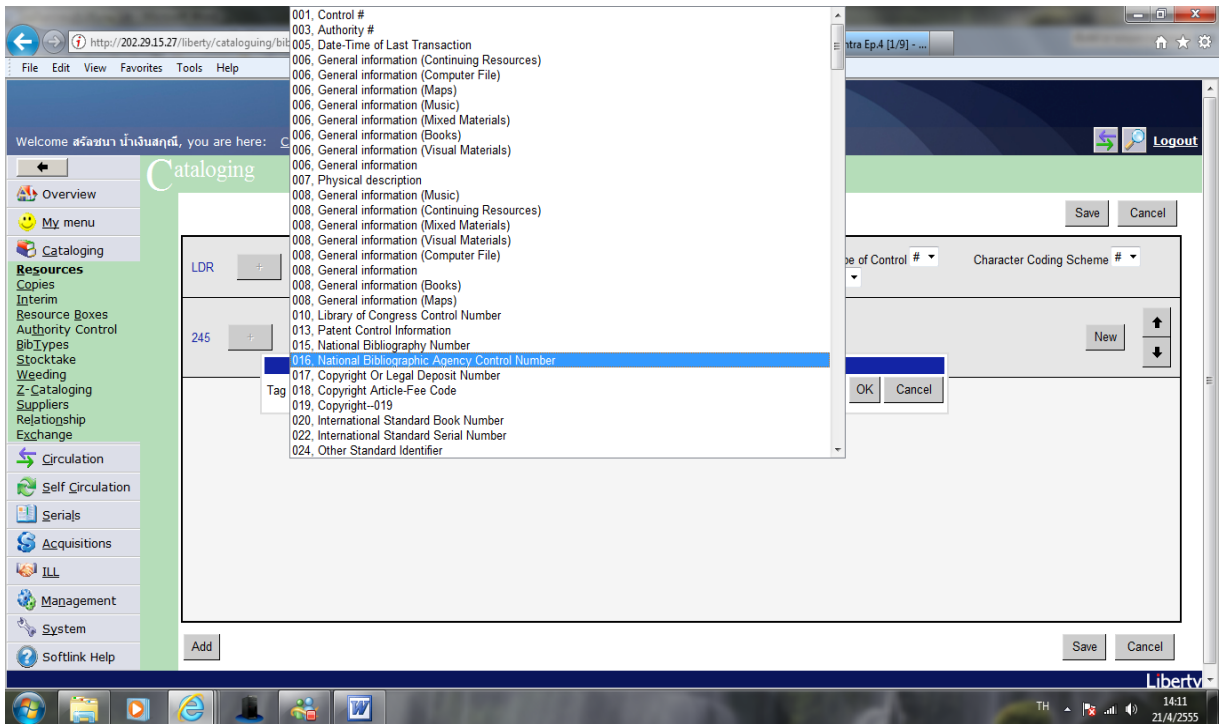 001, Control #
003, Authority #
http://202.29.15.27/liberty/cataloguing/bib
005, Date-Time of Last Transaction
ntra Ep.4 [1/9] - ...
006, General information (Continuing Resources)
File Edit View Favorites Tools Help
006, General information (Computer File)
006, General information (Maps)
006, General information (Music)
006, General information (Mixed Materials)
006, General information (Books)
Welcome สรัลชนา น้ำเงินสกุณี, you are here: C
006, General information (Visual Materials)
Logout
006, General information
Cataloging
007, Physical description
Overview
008, General information (Music)
008, General information (Continuing Resources)
Save Cancel
My menu
008, General information (Mixed Materials)
008, General information (Visual Materials)
Cataloging
008, General information (Computer File)
pe of Control # Character Coding Scheme #
LDR +
Resources
008, General information
Copies
008, General information (Books)
Interim
008, General information (Maps)
Resource Boxes
010, Library of Congress Control Number
Authority Control
013, Patent Control Information
245 +
New
BibTypes
015, National Bibliography Number
Stocktake
016, National Bibliographic Agency Control Number
Weeding
017, Copyright Or Legal Deposit Number
Z-Cataloging
Tag
018, Copyright Article-Fee Code
OK Cancel
Suppliers
019, Copyright--019
Relationship
020, International Standard Book Number
Exchange
022, International Standard Serial Number
024, Other Standard Identifier
Circulation
Self Circulation
Serials
Acquisitions
ILL
Management
System
Softlink Help
Add
Save Cancel
Liberty
W
TH
14:11
21/4/2555